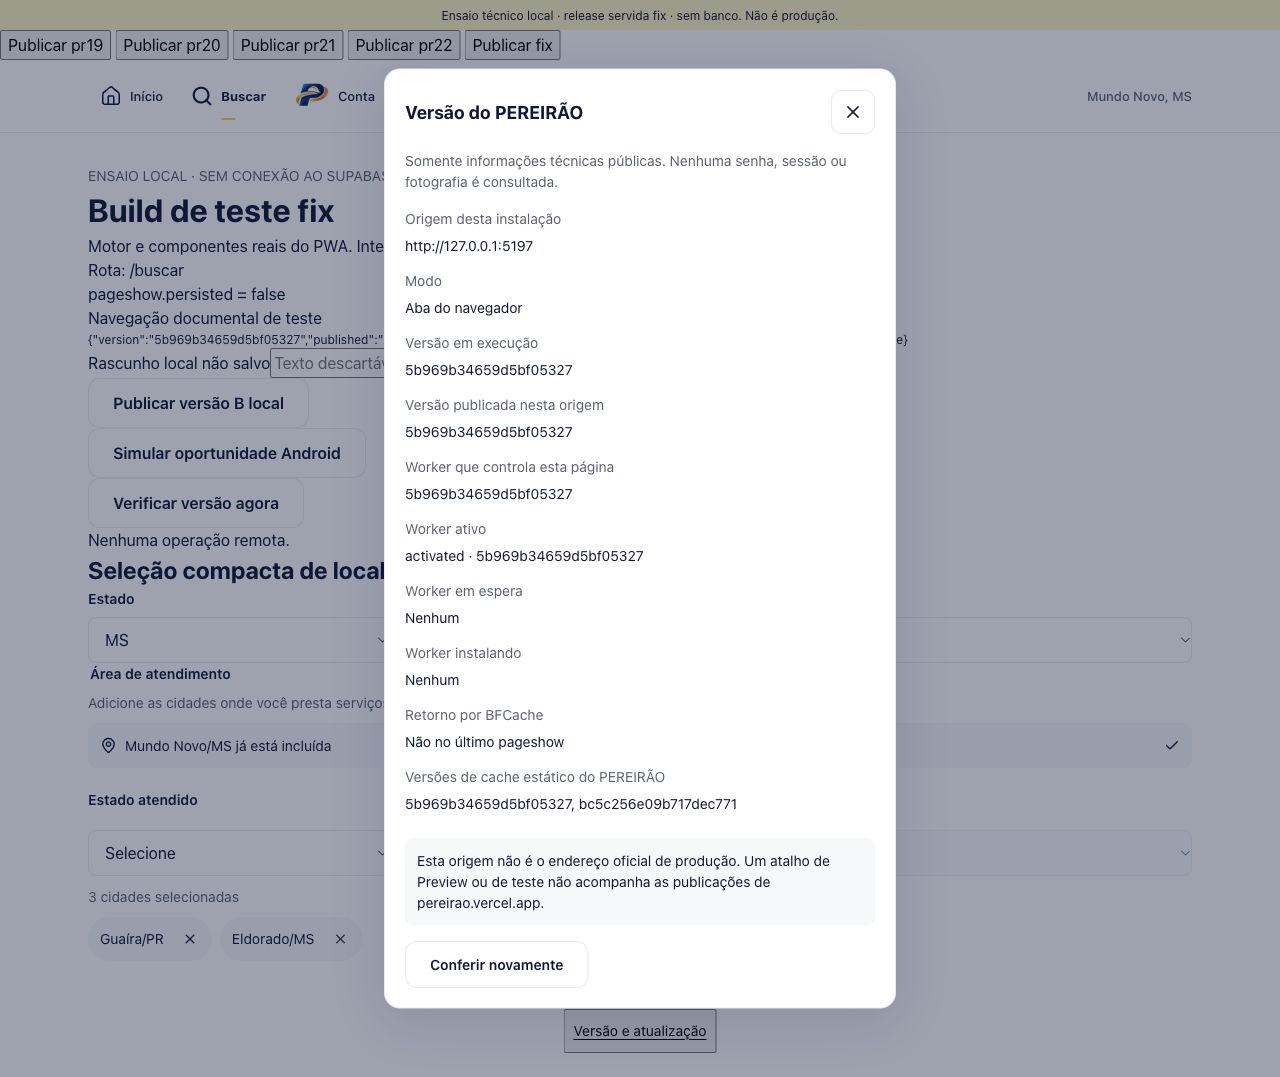 Ensaio técnico local · release servida fix · sem banco. Não é produção.
Publicar pr19 Publicar pr20 Publicar pr21 Publicar pr22 Publicar fix
Início Buscar Conta Mundo Novo, MS
ENSAIO LOCAL · SEM CONEXÃO AO
Build de teste fix
Motor e componentes reais do PWA.
Rota: /buscar
pageshow.persisted = false
Navegação documental de teste
{"version":"5b969b34659d5bf05327","published":" e}
Rascunho local não salvo Texto
Publicar versão B local
Simular oportunidade Android
Verificar versão agora
Nenhuma operação remota.
Seleção compacta de
Estado
MS
Área de atendimento
Adicione as cidades onde você presta
Mundo Novo/MS já está incluída
Estado atendido
Selecione
3 cidades selecionadas
Guaíra/PR Eldorado/MS
Versão do PEREIRÃO
Somente informações técnicas públicas. Nenhuma senha, sessão ou
fotografia é consultada.
Origem desta instalação
http://127.0.0.1:5197
Modo
Aba do navegador
Versão em execução
5b969b34659d5bf05327
Versão publicada nesta origem
5b969b34659d5bf05327
Worker que controla esta página
5b969b34659d5bf05327
Worker ativo
activated · 5b969b34659d5bf05327
Worker em espera
Nenhum
Worker instalando
Nenhum
Retorno por BFCache
Não no último pageshow
Versões de cache estático do PEREIRÃO
5b969b34659d5bf05327, bc5c256e09b717dec771
Esta origem não é o endereço oficial de produção. Um atalho de
Preview ou de teste não acompanha as publicações de
pereirao.vercel.app.
Conferir novamente
Versão e atualização